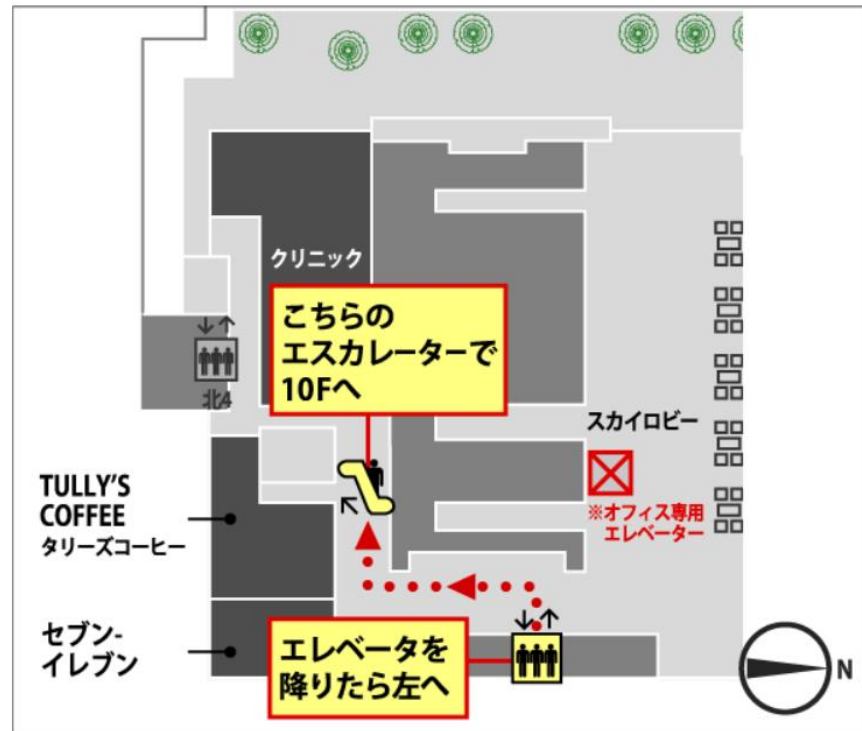 クリニック
こちらの
エスカレーターで
10Fへ
北4
スカイロビー
※オフィス専用
エレベーター
TULLY'S
COFFEE
タリーズコーヒー
セブン-
イレブン
エレベータを
降りたら左へ
N